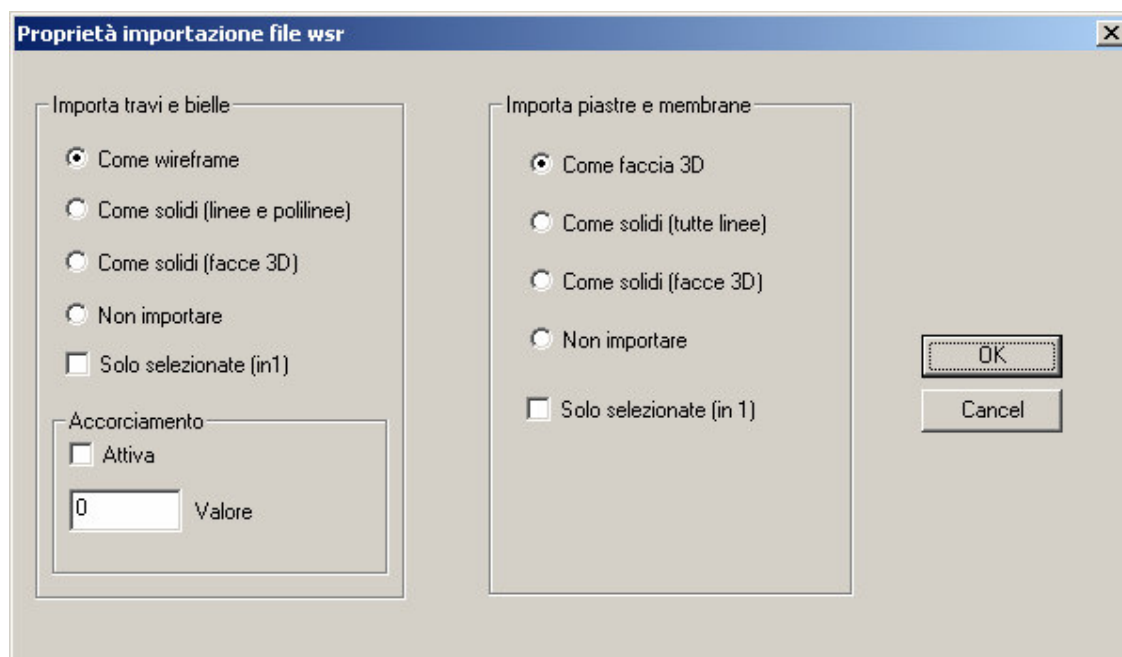 Proprietà importazione file wsr
Importa travi e bielle
Come wireframe
Come solidi (linee e polilinee)
Come solidi (facce 3D)
Non importare
Solo selezionate (in1)
Accorciamento
Attiva
0
Valore
Importa piastre e membrane
Come faccia 3D
Come solidi (tutte linee)
Come solidi (facce 3D)
Non importare
Solo selezionate (in 1)
OK
Cancel